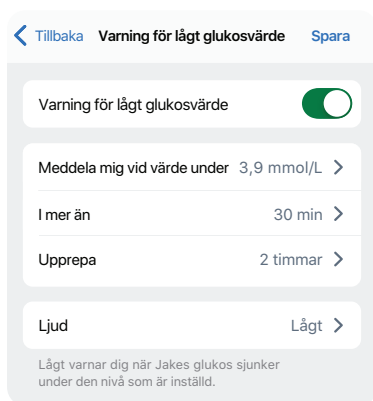 Tillbaka Varning för lågt glukosvärde Spara
Varning för lågt glukosvärde
Meddela mig vid värde under 3,9 mmol/L
I mer än 30 min
Upprepa 2 timmar
Ljud Lågt
Lågt varnar dig när Jakes glukos sjunker
under den nivå som är inställd.